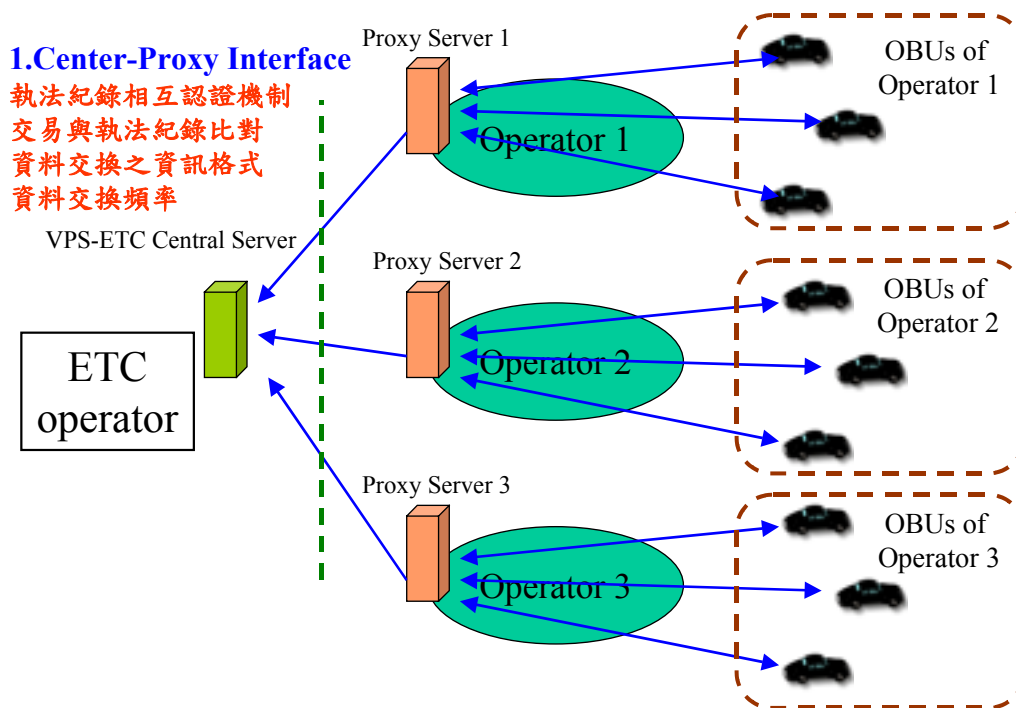 1.Center-Proxy Interface
執法紀錄相互認證機制
交易與執法紀錄比對
資料交換之資訊格式
資料交換頻率
VPS-ETC Central Server
ETC
operator
Proxy Server 1
Operator 1
OBUs of
Operator 1
Proxy Server 2
Operator 2
OBUs of
Operator 2
Proxy Server 3
Operator 3
OBUs of
Operator 3